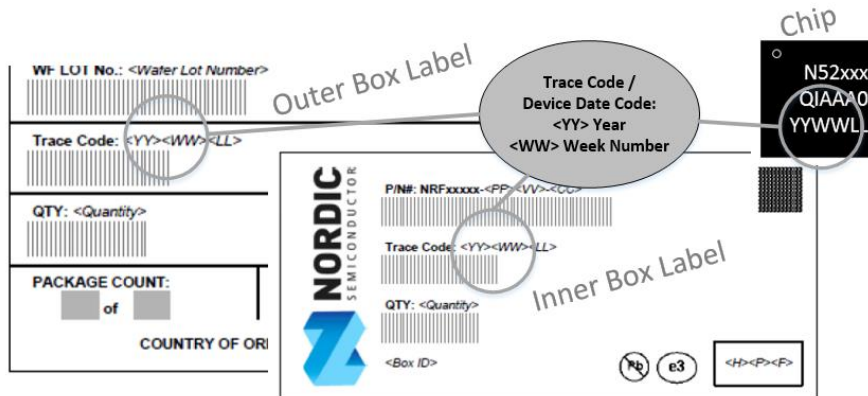 WF LOT No.: <Wafer Lot Number>
Trace Code: <YY><WW><LL>
QTY: <Quantity>
PACKAGE COUNT:
of
COUNTRY OF ORI
Outer Box Label
Trace Code /
Device Date Code:
<YY> Year
<WW> Week Number
Chip
N52xxx
QIAAA0
YYWWL
NORDIC
SEMICONDUCTOR
P/N#: NRFxxxxx-<PP><VV>-<CC>
Trace Code: <YY><WW><LL>
QTY: <Quantity>
<Box ID>
Inner Box Label
Pb
e3
<H><P><F>